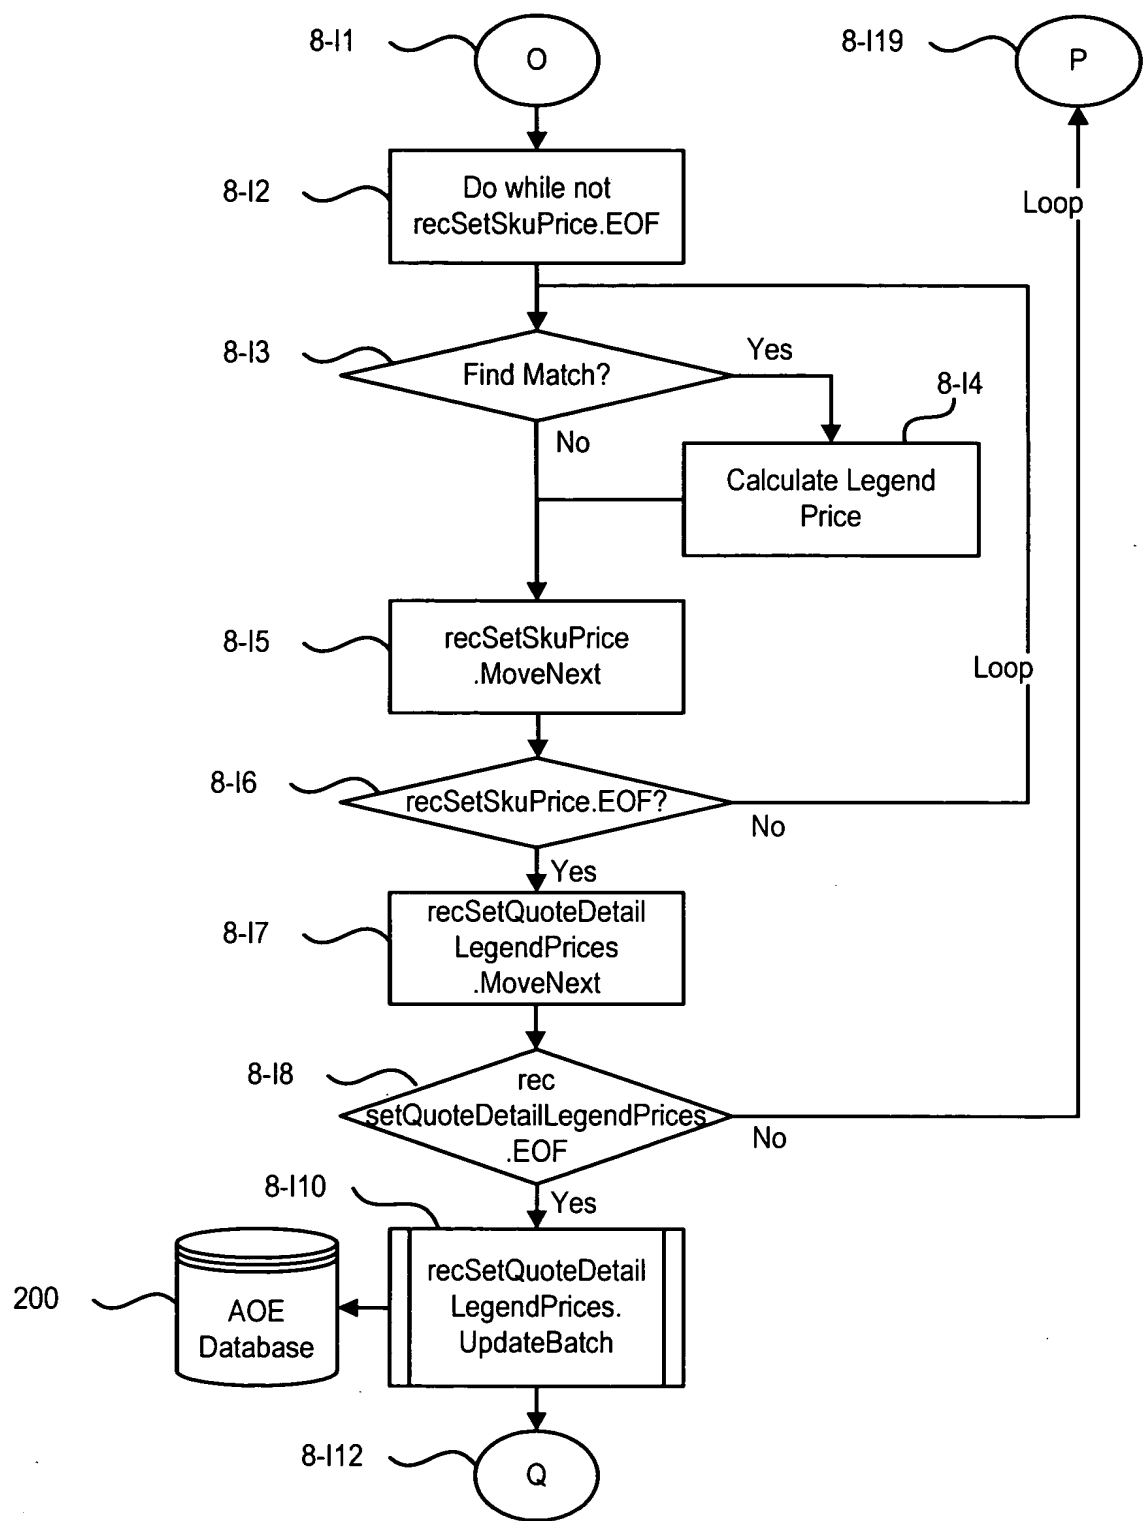 8-I1
O
8-I19
P
8-I2
Do while not
recSetSkuPrice.EOF
Loop
8-I3
Find Match?
Yes
No
8-I4
Calculate Legend
Price
8-I5
recSetSkuPrice
.MoveNext
Loop
8-I6
recSetSkuPrice.EOF?
No
Yes
8-I7
recSetQuoteDetail
LegendPrices
.MoveNext
8-I8
rec
setQuoteDetailLegendPrices
.EOF
No
Yes
8-I10
recSetQuoteDetail
LegendPrices.
UpdateBatch
200
AOE
Database
8-I12
Q